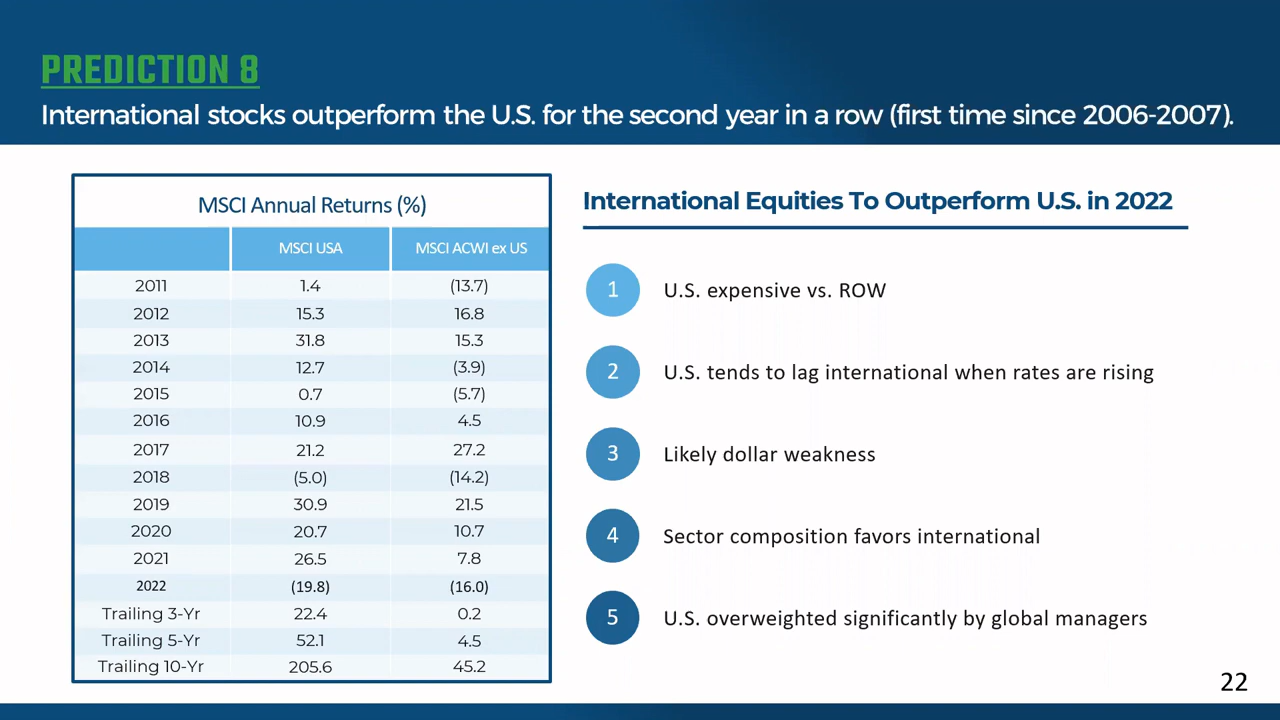 PREDICTION 8
International stocks outperform the U.S. for the second year in a row (first time since 2006-2007).
MSCI Annual Returns (%)
MSCI USA MSCI ACWI ex US
2011 1.4 (13.7)
2012 15.3 16.8
2013 31.8 15.3
2014 12.7 (3.9)
2015 0.7 (5.7)
2016 10.9 4.5
2017 21.2 27.2
2018 (5.0) (14.2)
2019 30.9 21.5
2020 20.7 10.7
2021 26.5 7.8
2022 (19.8) (16.0)
Trailing 3-Yr 22.4 0.2
Trailing 5-Yr 52.1 4.5
Trailing 10-Yr 205.6 45.2
International Equities To Outperform U.S. in 2022
1 U.S. expensive vs. ROW
2 U.S. tends to lag international when rates are rising
3 Likely dollar weakness
4 Sector composition favors international
5 U.S. overweighted significantly by global managers
22